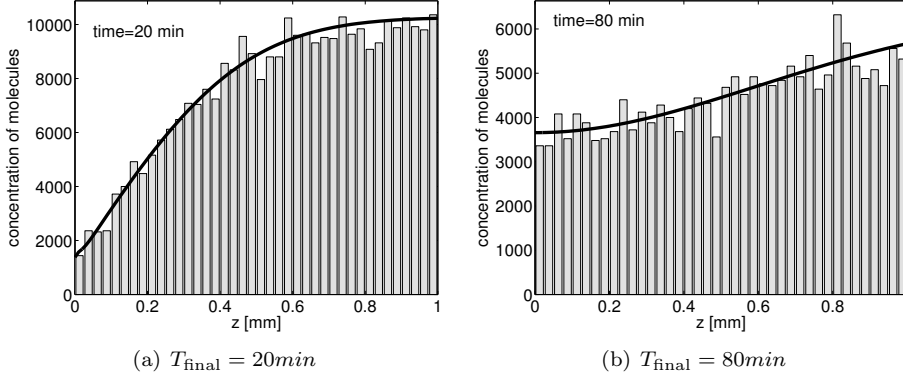 concentration of molecules
10000
8000
6000
4000
2000
0
time=20 min
0 0.2 0.4 0.6 0.8 1
z [mm]
(a) T_final = 20min
concentration of molecules
6000
5000
4000
3000
2000
1000
0
time=80 min
0 0.2 0.4 0.6 0.8
z [mm]
(b) T_final = 80min